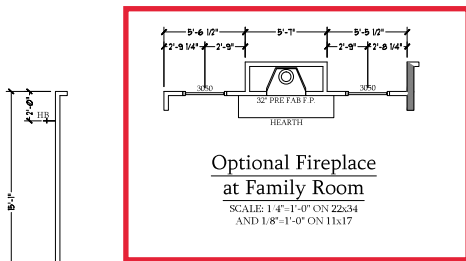 5'-6 1/2" 5'-7" 5'-5 1/2"
2'-9 1/4" 2'-9" 2'-9" 2'-8 1/4"
3050 3050
32" PRE FAB F.P.
HEARTH
2'-0"
HB
15'-1"
Optional Fireplace
at Family Room
SCALE: 1/4"=1'-0" ON 22x34
AND 1/8"=1'-0" ON 11x17